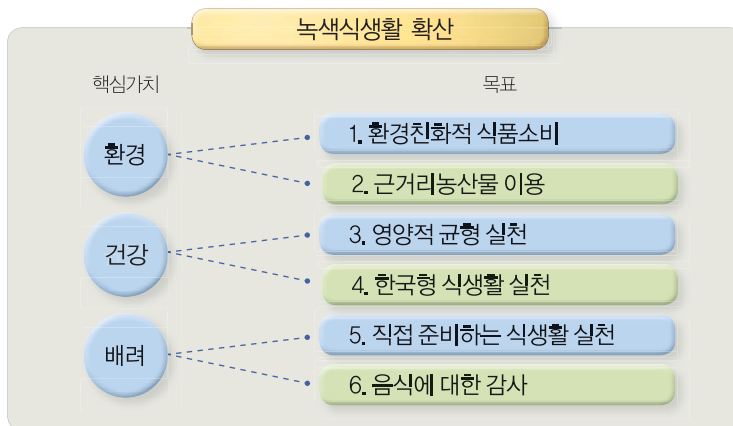 녹색식생활 확산
핵심가치
목표
환경
1. 환경친화적 식품소비
2. 근거리농산물 이용
건강
3. 영양적 균형 실천
4. 한국형 식생활 실천
배려
5. 직접 준비하는 식생활 실천
6. 음식에 대한 감사